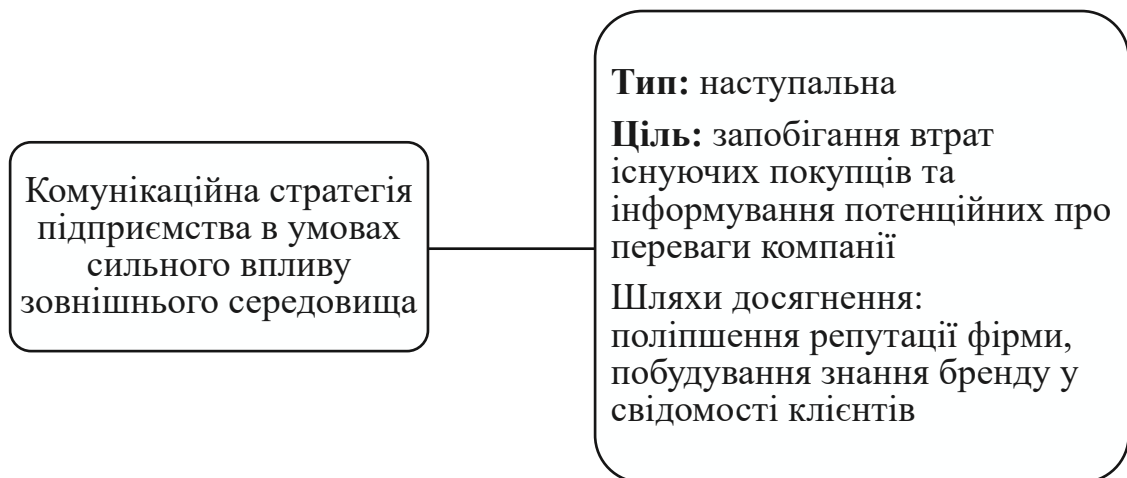 Комунікаційна стратегія
підприємства в умовах
сильного впливу
зовнішнього середовища
Тип: наступальна
Ціль: запобігання втрат
існуючих покупців та
інформування потенційних про
переваги компанії
Шляхи досягнення:
поліпшення репутації фірми,
побудування знання бренду у
свідомості клієнтів